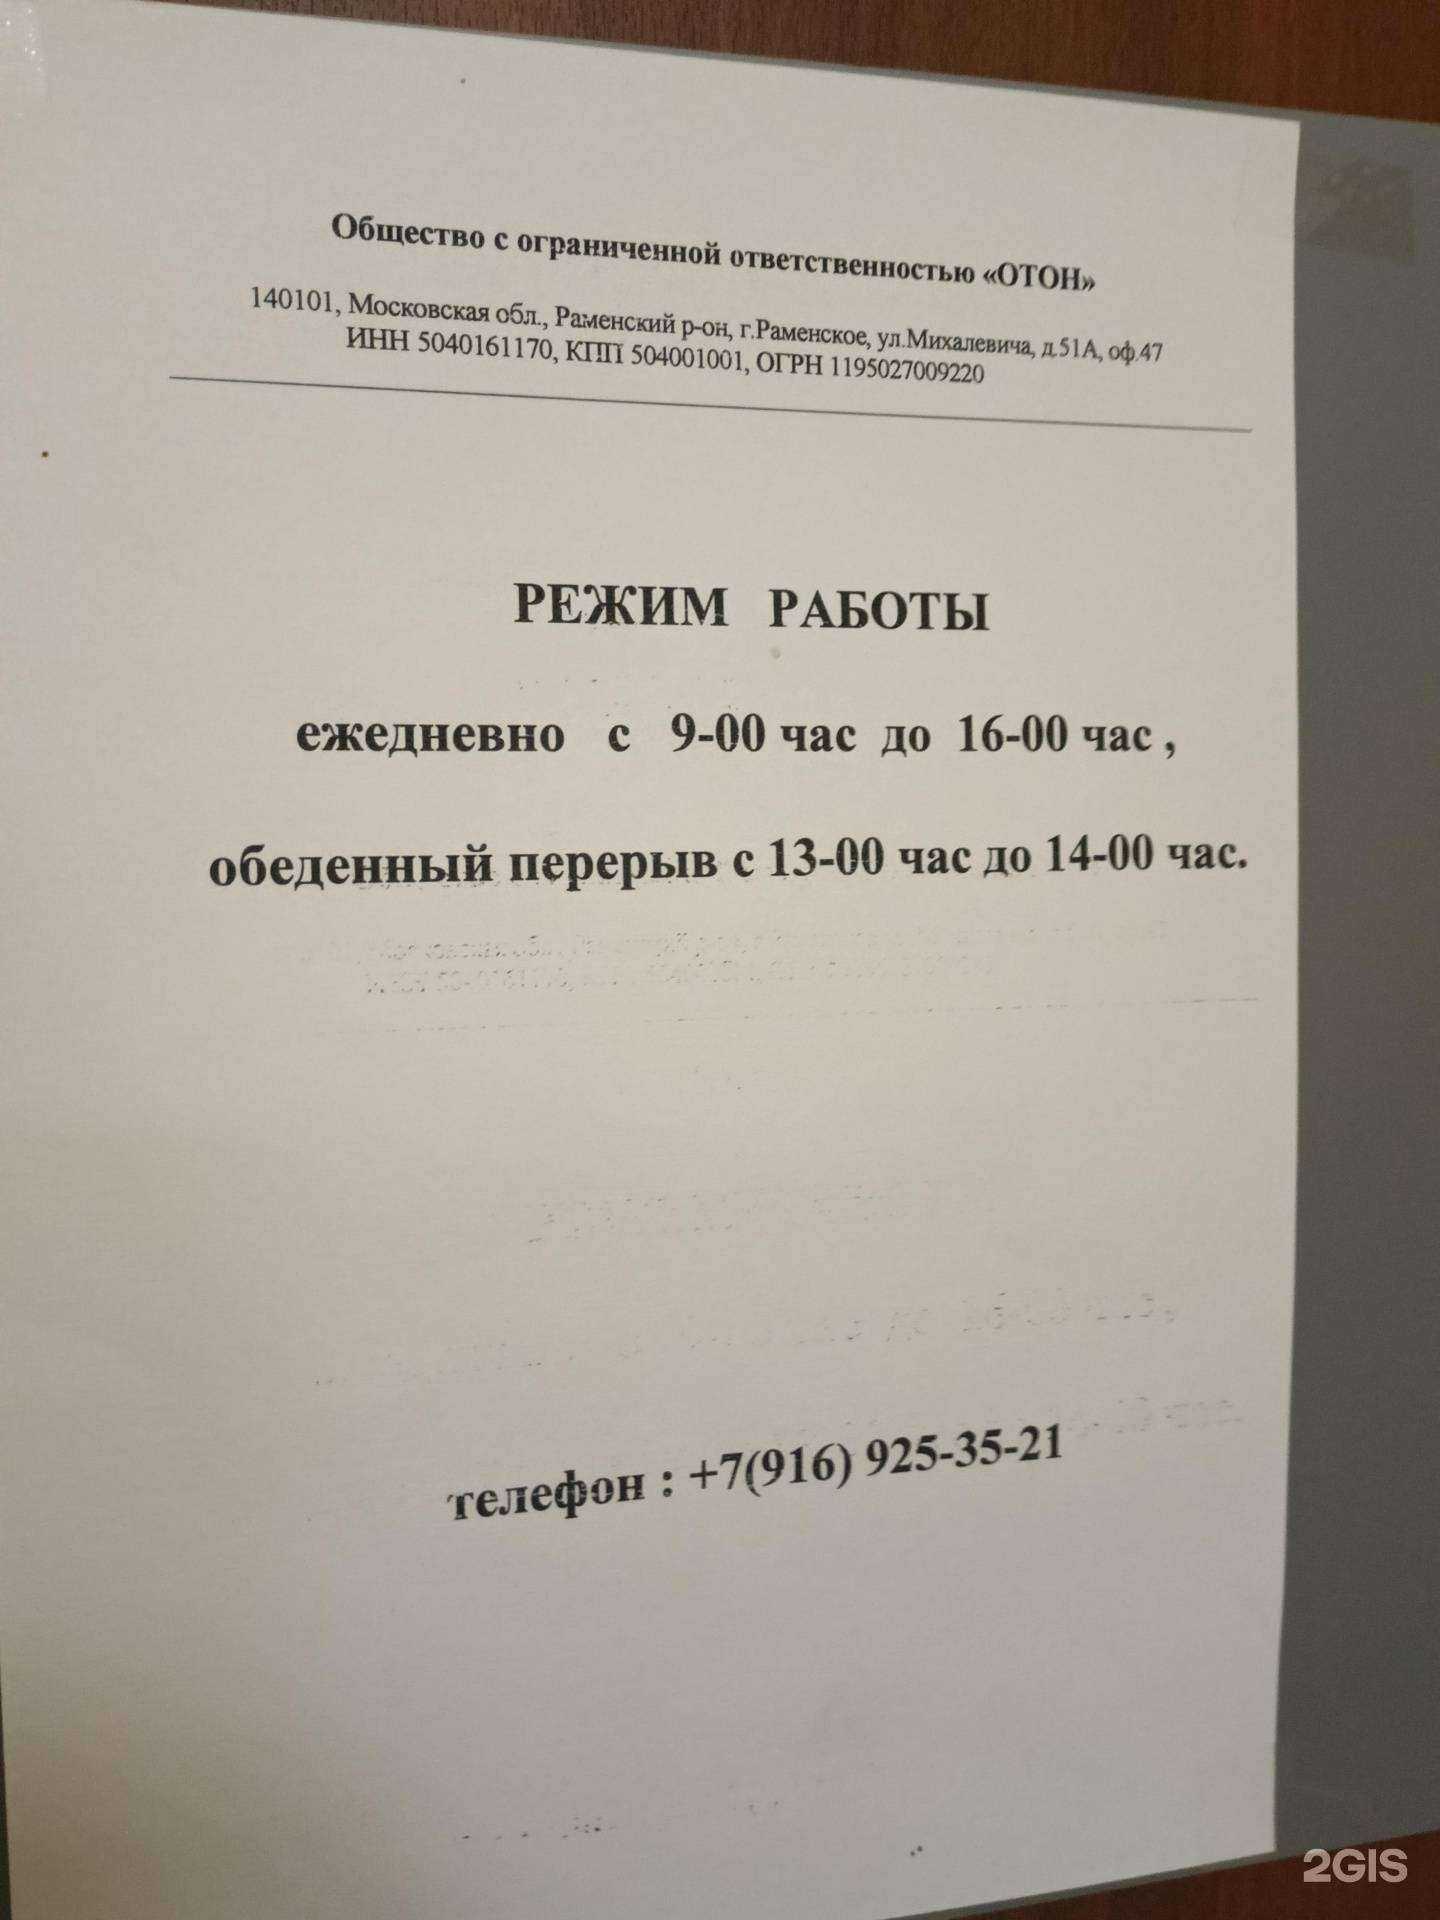 Общество с ограниченной ответственностью «ОТОН»
140101, Московская обл., Раменский р-он, г.Раменское, ул.Михалевича, д.51А, оф.47
ИНН 5040161170, КПП 504001001, ОГРН 1195027009220
РЕЖИМ РАБОТЫ
ежедневно с 9-00 час до 16-00 час ,
обеденный перерыв с 13-00 час до 14-00 час.
телефон : +7(916) 925-35-21
2GIS